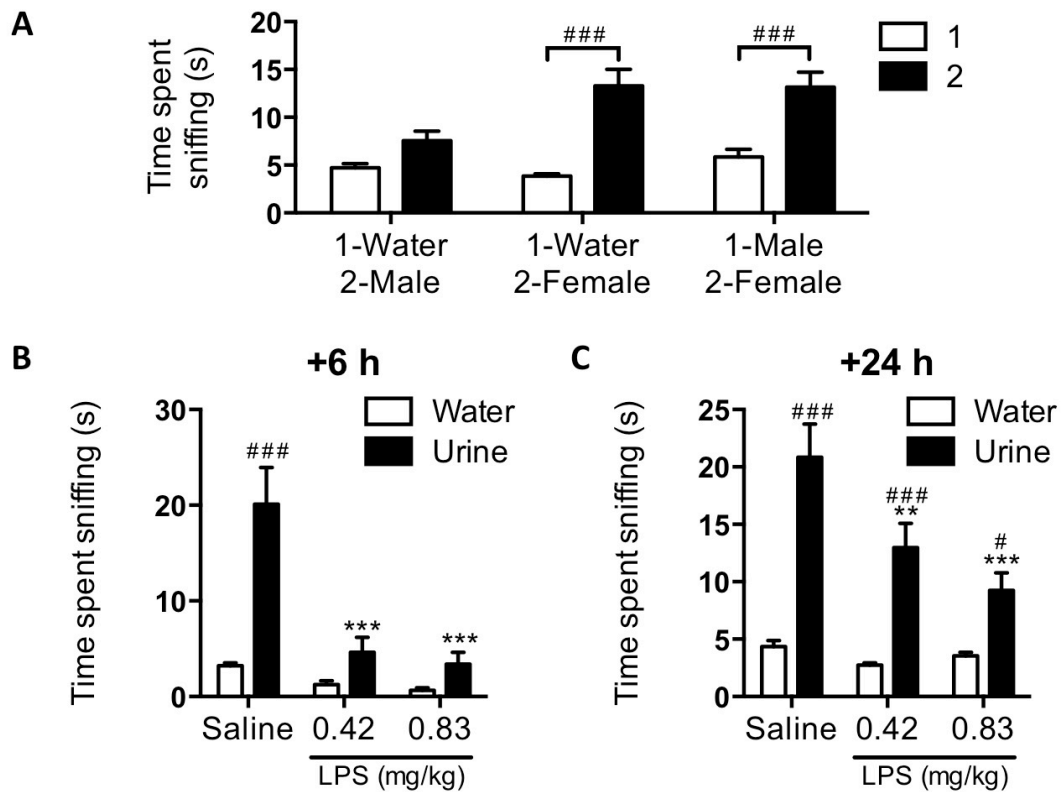 A
Time spent
sniffing (s)
20
15
10
5
0
###
###
1
2
1-Water
2-Male
1-Water
2-Female
1-Male
2-Female
B
+6 h
Time spent sniffing (s)
30
20
10
0
Water
Urine
###
***
***
Saline
0.42
0.83
LPS (mg/kg)
C
+24 h
Time spent sniffing (s)
25
20
15
10
5
0
Water
Urine
###
###
**
#
***
Saline
0.42
0.83
LPS (mg/kg)